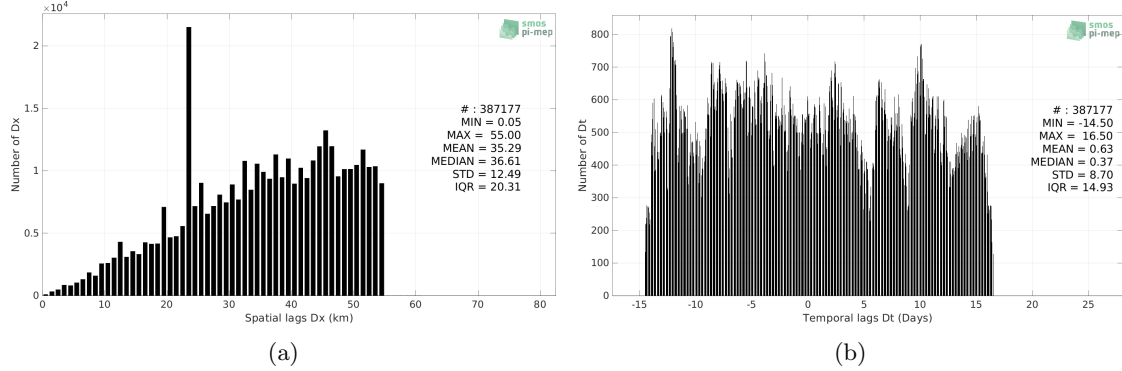 ×10⁴
2
1.5
1
0.5
0
Number of Dx
smos
pi-mep
# : 387177
MIN = 0.05
MAX = 55.00
MEAN = 35.29
MEDIAN = 36.61
STD = 12.49
IQR = 20.31
0 10 20 30 40 50 60 70 80
Spatial lags Dx (km)
(a)
800
700
600
500
400
300
200
100
0
Number of Dt
smos
pi-mep
# : 387177
MIN = -14.50
MAX = 16.50
MEAN = 0.63
MEDIAN = 0.37
STD = 8.70
IQR = 14.93
-15 -10 -5 0 5 10 15 20 25
Temporal lags Dt (Days)
(b)